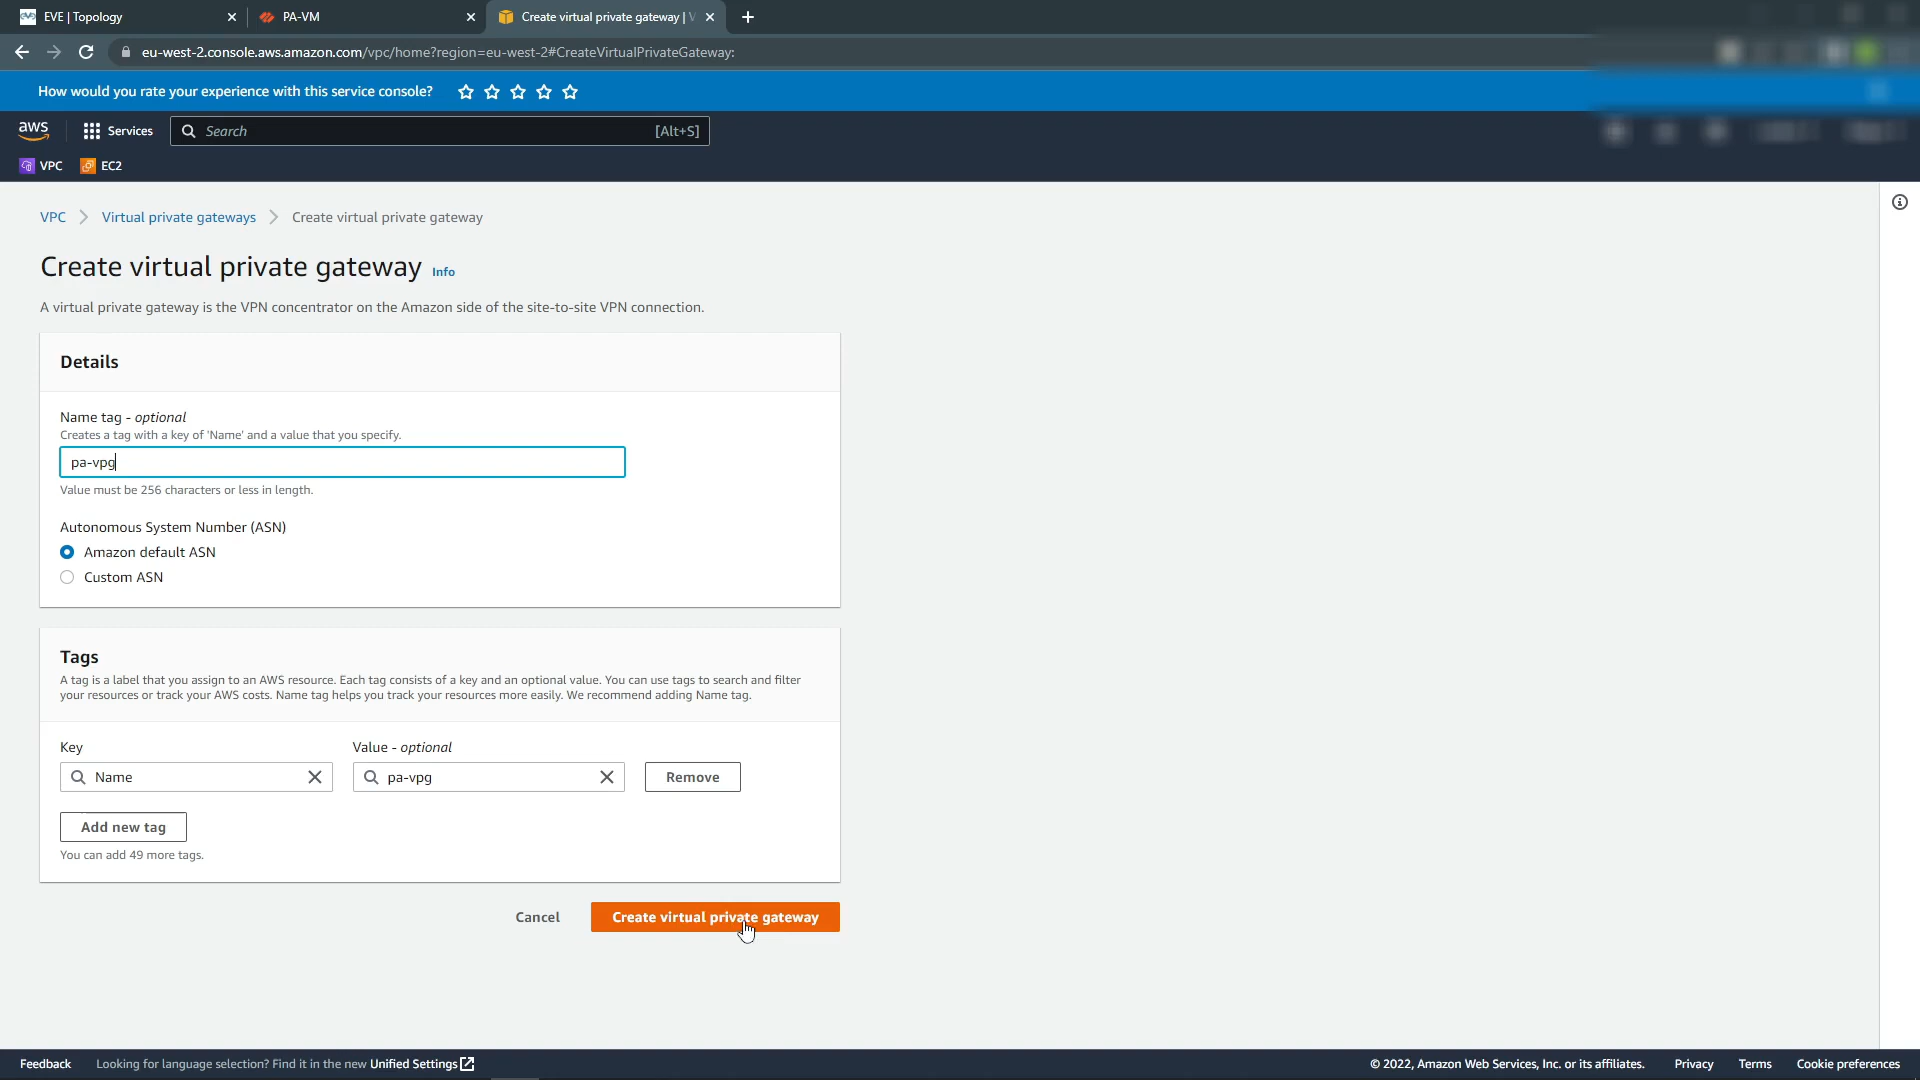 EVE | Topology
PA-VM
Create virtual private gateway | V
eu-west-2.console.aws.amazon.com/vpc/home?region=eu-west-2#CreateVirtualPrivateGateway:
How would you rate your experience with this service console?
aws
Services
Search
[Alt+S]
VPC
EC2
VPC
Virtual private gateways
Create virtual private gateway
Create virtual private gateway Info
A virtual private gateway is the VPN concentrator on the Amazon side of the site-to-site VPN connection.
Details
Name tag - optional
Creates a tag with a key of 'Name' and a value that you specify.
pa-vpg
Value must be 256 characters or less in length.
Autonomous System Number (ASN)
Amazon default ASN
Custom ASN
Tags
A tag is a label that you assign to an AWS resource. Each tag consists of a key and an optional value. You can use tags to search and filter
your resources or track your AWS costs. Name tag helps you track your resources more easily. We recommend adding Name tag.
Key
Value - optional
Name
pa-vpg
Remove
Add new tag
You can add 49 more tags.
Cancel
Create virtual private gateway
Feedback
Looking for language selection? Find it in the new Unified Settings
© 2022, Amazon Web Services, Inc. or its affiliates.
Privacy
Terms
Cookie preferences